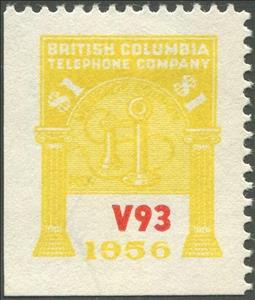 BRITISH COLUMBIA
TELEPHONE COMPANY
$1 $1
V93
1956